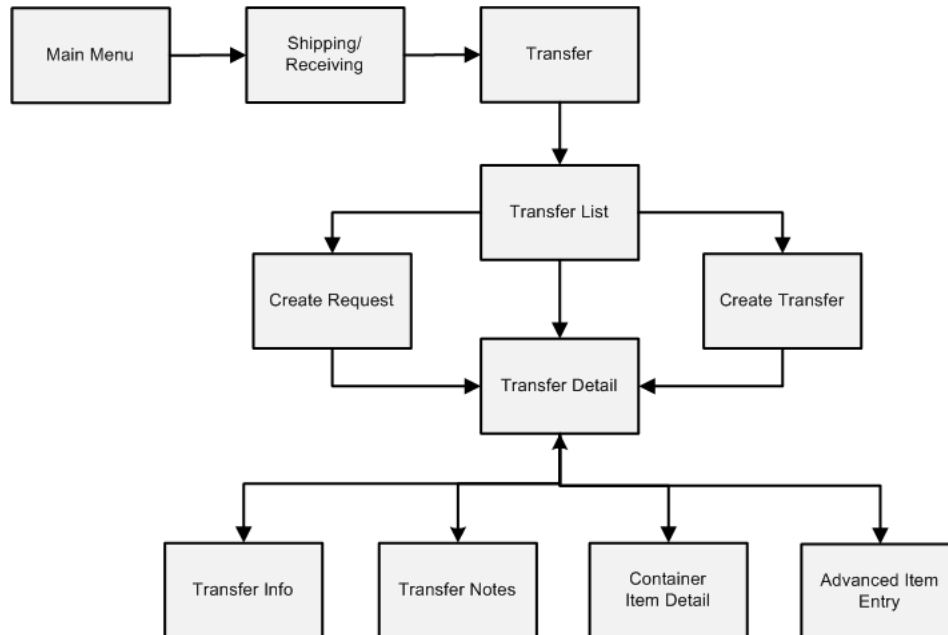 Main Menu
Shipping/
Receiving
Transfer
Transfer List
Create Request
Create Transfer
Transfer Detail
Transfer Info
Transfer Notes
Container
Item Detail
Advanced Item
Entry